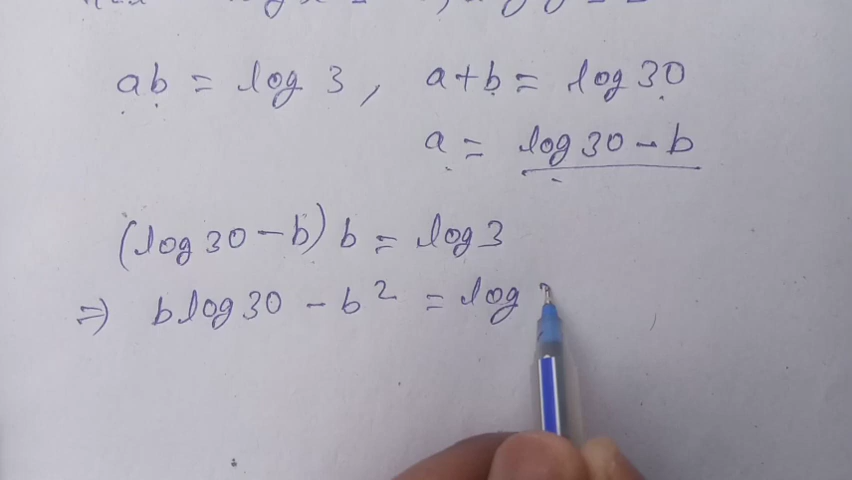 ab = log 3 , a+b = log 30
a = log 30 - b
(log 30 - b) b = log 3
⇒ b log 30 - b² = log